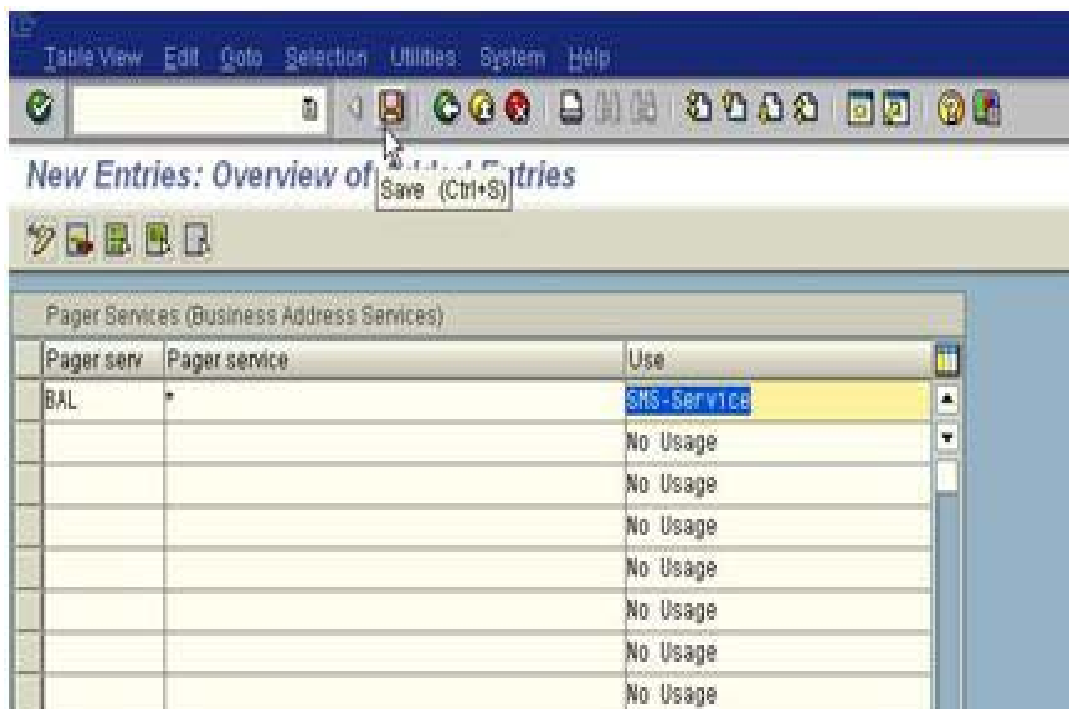 Table View Edit Goto Selection Utilities System Help
New Entries: Overview of Added Entries
Save (Ctrl+S)
Pager Services (Business Address Services)
Pager serv Pager service Use
BAL * SMS-Service
No Usage
No Usage
No Usage
No Usage
No Usage
No Usage
No Usage